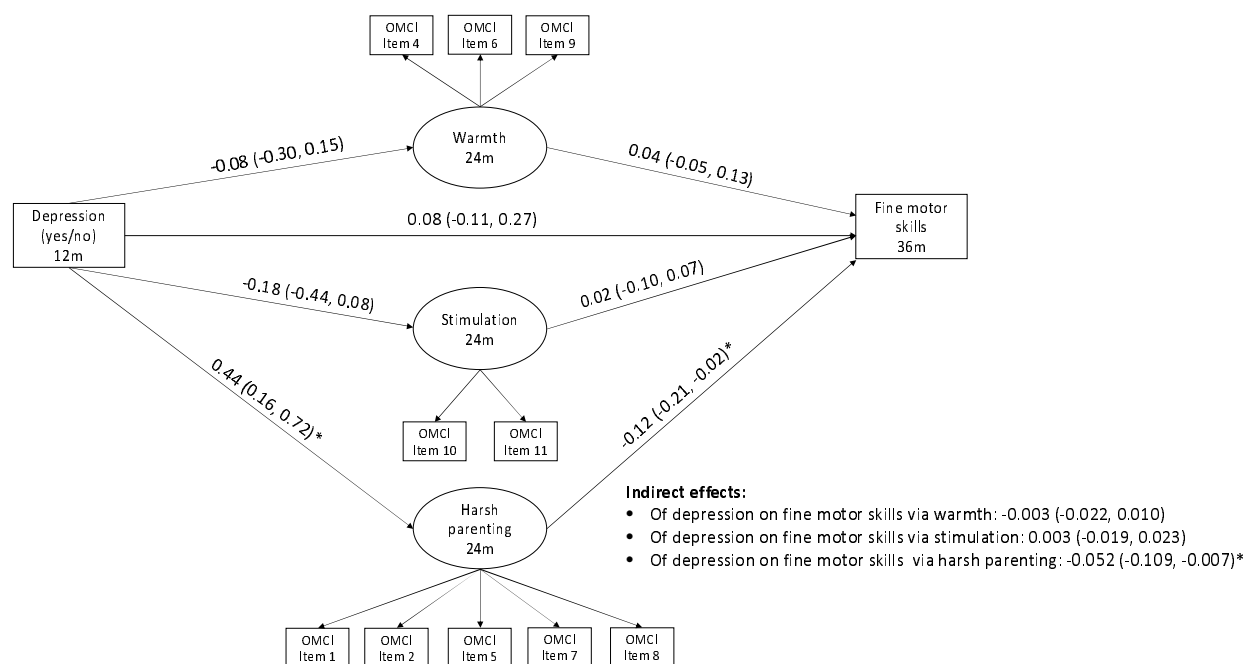 OMCI
Item 4
OMCI
Item 6
OMCI
Item 9
Warmth
24m
-0.08 (-0.30, 0.15)
0.04 (-0.05, 0.13)
Depression
(yes/no)
12m
0.08 (-0.11, 0.27)
Fine motor
skills
36m
-0.18 (-0.44, 0.08)
0.02 (-0.10, 0.07)
Stimulation
24m
0.44 (0.16, 0.72)*
-0.12 (-0.21, -0.02)*
OMCI
Item 10
OMCI
Item 11
Harsh
parenting
24m
Indirect effects:
• Of depression on fine motor skills via warmth: -0.003 (-0.022, 0.010)
• Of depression on fine motor skills via stimulation: 0.003 (-0.019, 0.023)
• Of depression on fine motor skills via harsh parenting: -0.052 (-0.109, -0.007)*
OMCI
Item 1
OMCI
Item 2
OMCI
Item 5
OMCI
Item 7
OMCI
Item 8